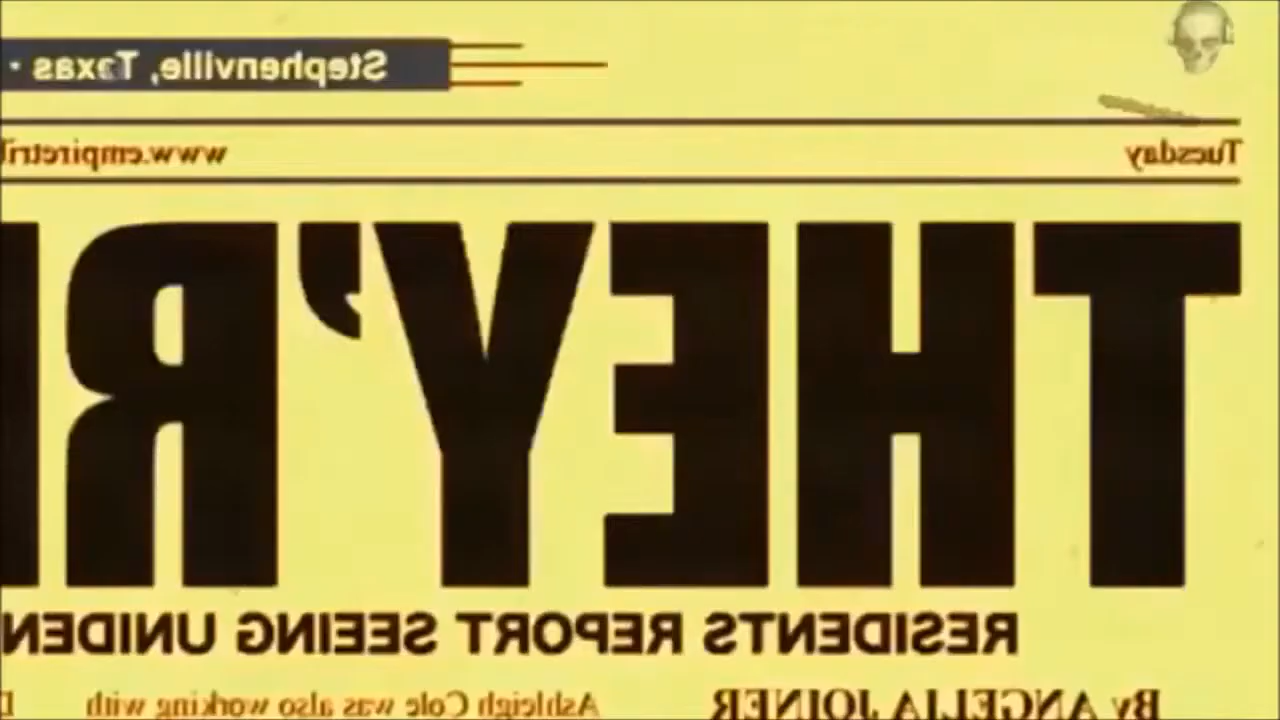 Stephenville, Texas •
Tuesday www.empiretri
THEY'R
RESIDENTS REPORT SEEING UNIDEN
By ANGELIA JOINER Ashleigh Cole was also working with